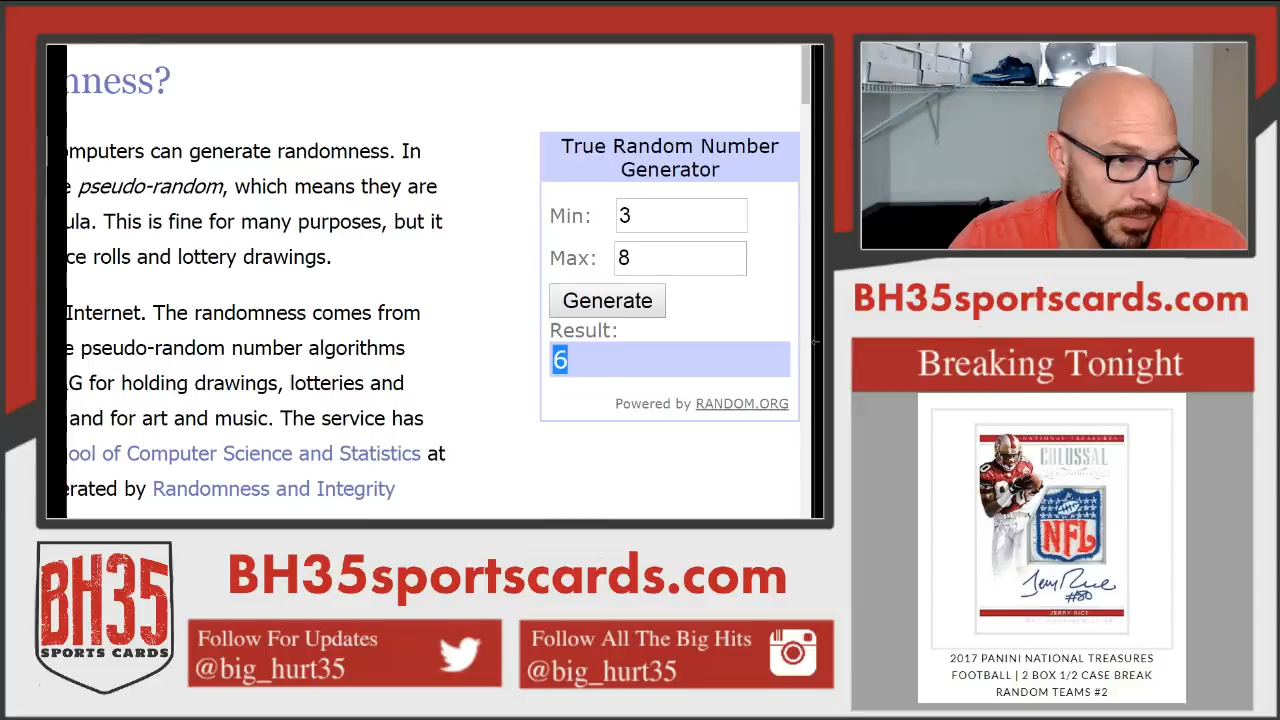 nness?
omputers can generate randomness. In
e pseudo-random, which means they are
ula. This is fine for many purposes, but it
ce rolls and lottery drawings.
Internet. The randomness comes from
e pseudo-random number algorithms
G for holding drawings, lotteries and
and for art and music. The service has
ool of Computer Science and Statistics at
erated by Randomness and Integrity
True Random Number
Generator
Min: 3
Max: 8
Generate
Result:
6
Powered by RANDOM.ORG
BH35sportscards.com
Breaking Tonight
NATIONAL TREASURES
COLOSSAL
NFL
Jerry Rice
#80
JERRY RICE
2017 PANINI NATIONAL TREASURES
FOOTBALL | 2 BOX 1/2 CASE BREAK
RANDOM TEAMS #2
BH35
SPORTS CARDS
BH35sportscards.com
Follow For Updates
@big_hurt35
Follow All The Big Hits
@big_hurt35